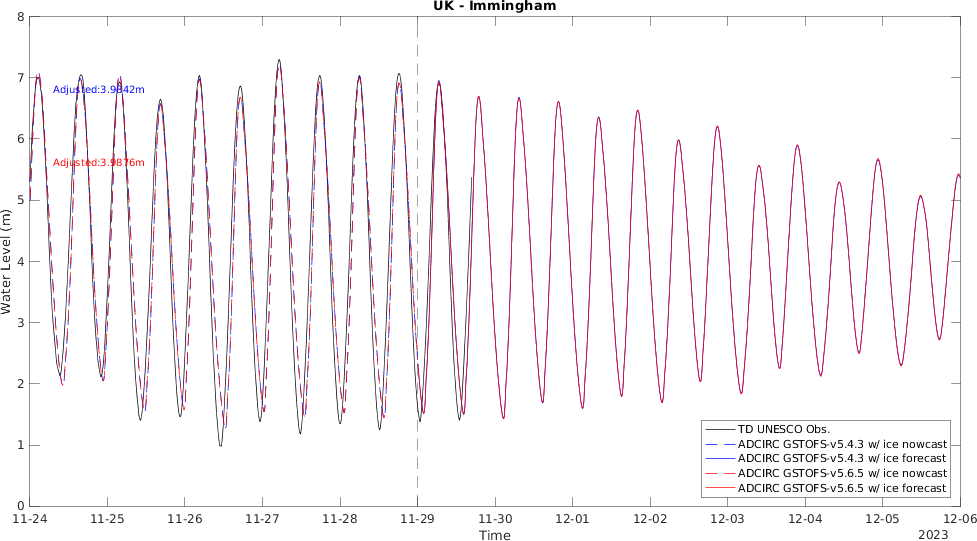 UK - Immingham
8
7
6
5
4
3
2
1
0
Water Level (m)
Adjusted:3.9842m
Adjusted:3.9876m
TD UNESCO Obs.
ADCIRC GSTOFS-v5.4.3 w/ ice nowcast
ADCIRC GSTOFS-v5.4.3 w/ ice forecast
ADCIRC GSTOFS-v5.6.5 w/ ice nowcast
ADCIRC GSTOFS-v5.6.5 w/ ice forecast
11-24 11-25 11-26 11-27 11-28 11-29 11-30 12-01 12-02 12-03 12-04 12-05 12-06
Time
2023